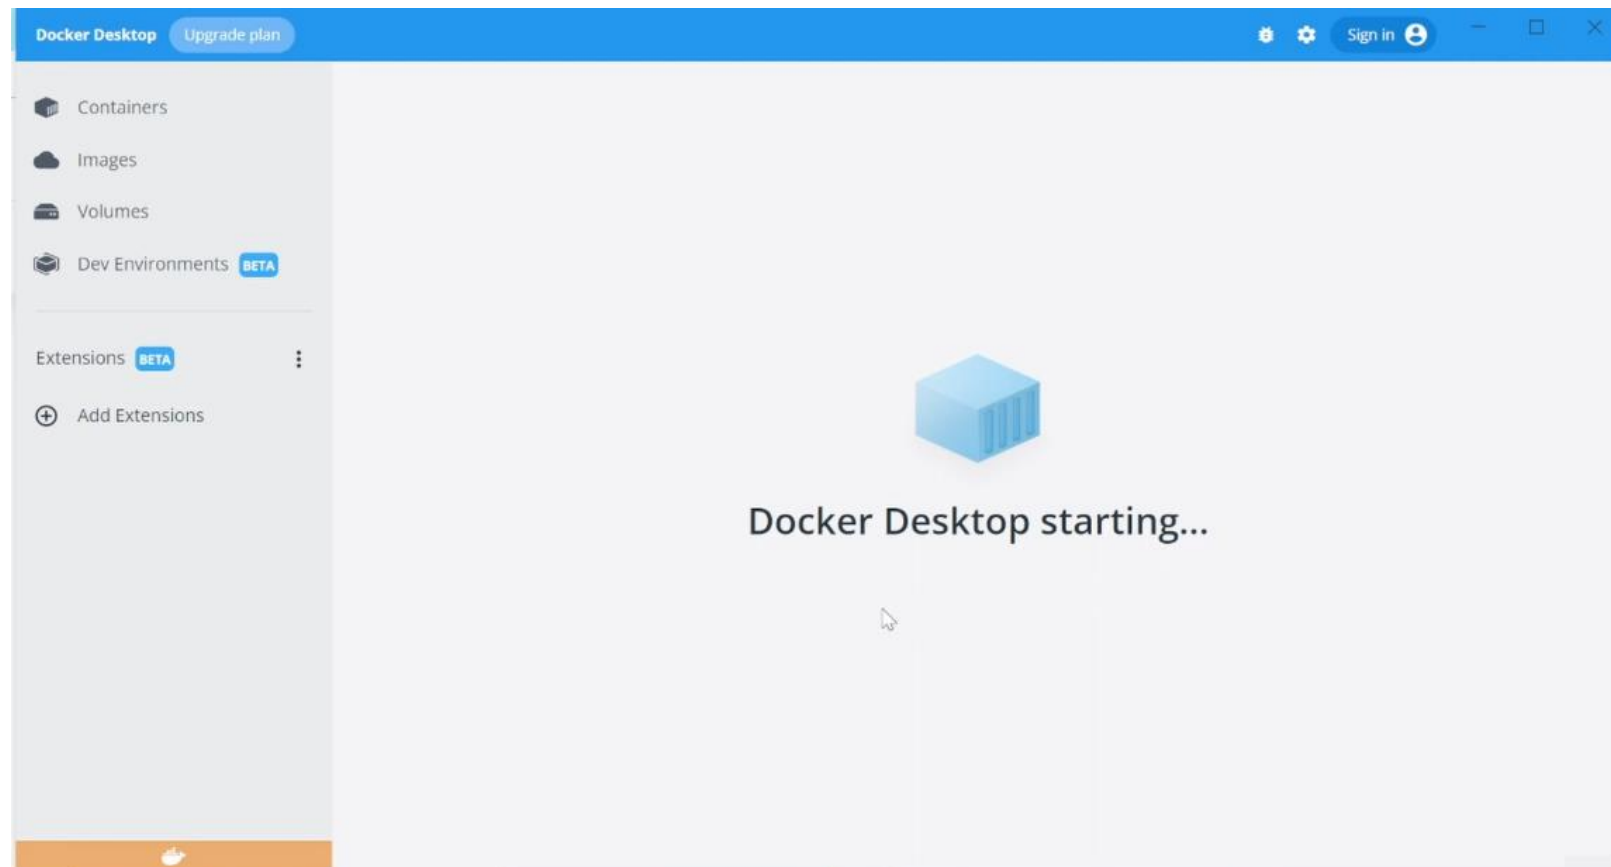 Docker Desktop Upgrade plan Sign in
Containers
Images
Volumes
Dev Environments BETA
Extensions BETA
Add Extensions
Docker Desktop starting...